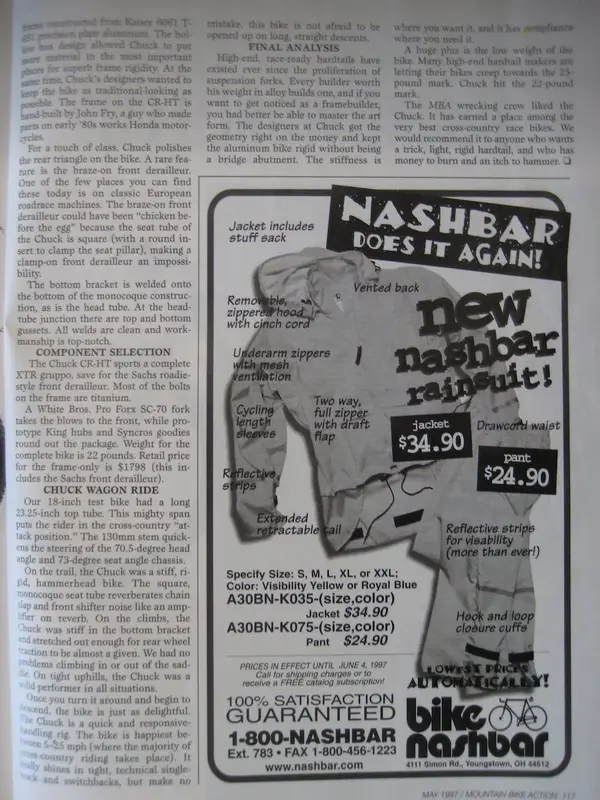 frame constructed from Kaiser 6061 T-
651 precision plate aluminum. The hol-
low box design allowed Chuck to put
more material in the most important
places for superb frame rigidity. At the
same time, Chuck's designers wanted to
keep the bike as traditional-looking as
possible. The frame on the CR-HT is
hand-built by John Fry, a guy who made
parts on early '80s works Honda motor-
cycles.
For a touch of class, Chuck polishes
the rear triangle on the bike. A rare fea-
ture is the braze-on front derailleur.
One of the few places you can find
these today is on classic European
roadrace machines. The braze-on front
derailleur could have been "chicken be-
fore the egg" because the seat tube of
the Chuck is square (with a round in-
sert to clamp the seat pillar), making a
clamp-on front derailleur an impossi-
bility.
The bottom bracket is welded onto
the bottom of the monocoque construc-
tion, as is the head tube. At the head-
tube junction there are top and bottom
gussets. All welds are clean and work-
manship is top-notch.
COMPONENT SELECTION
The Chuck CR-HT sports a complete
XTR gruppo, save for the Sachs roadie-
style front derailleur. Most of the bolts
on the frame are titanium.
A White Bros. Pro Forx SC-70 fork
takes the blows to the front, while pro-
totype King hubs and Syncros goodies
round out the package. Weight for the
complete bike is 22 pounds. Retail price
for the frame-only is $1798 (this in-
cludes the Sachs front derailleur).
CHUCK WAGON RIDE
Our 18-inch test bike had a long
23.25-inch top tube. This mighty span
puts the rider in the cross-country "at-
tack position." The 130mm stem quick-
ens the steering of the 70.5-degree head
angle and 73-degree seat angle chassis.
On the trail, the Chuck was a stiff, ri-
gid, hammerhead bike. The square,
monocoque seat tube reverberates chain
slap and front shifter noise like an amp-
lifier on reverb. On the climbs, the
Chuck was stiff in the bottom bracket
and stretched out enough for rear wheel
traction to be almost a given. We had no
problems climbing in or out of the sad-
dle. On tight uphills, the Chuck was a
solid performer in all situations.
Once you turn it around and begin to
descend, the bike is just as delightful.
The Chuck is a quick and responsive-
handling rig. The bike is happiest be-
tween 5-25 mph (where the majority of
cross-country riding takes place). It
really shines in tight, technical single-
track and switchbacks, but make no
mistake, this bike is not afraid to be
opened up on long, straight descents.
FINAL ANALYSIS
High-end, race-ready hardtails have
existed ever since the proliferation of
suspension forks. Every builder worth
his weight in alloy builds one, and if you
want to get noticed as a framebuilder,
you had better be able to master the art
form. The designers at Chuck got the
geometry right on the money and kept
the aluminum bike rigid without being
a bridge abutment. The stiffness is
where you want it, and it has compliance
where you need it.
A huge plus is the low weight of the
bike. Many high-end hardtail makers are
letting their bikes creep towards the 25-
pound mark. Chuck hit the 22-pound
mark.
The MBA wrecking crew liked the
Chuck. It has earned a place among the
very best cross-country race bikes. We
would recommend it to anyone who wants
a trick, light, rigid hardtail, and who has
money to burn and an itch to hammer. ❏
NASHBAR
DOES IT AGAIN!
Jacket includes
stuff sack
Vented back
Removable,
zippered hood
with cinch cord
new
nashbar
rainsuit!
Underarm zippers
with mesh
ventilation
Two way,
full zipper
with draft
flap
Cycling
length
sleeves
jacket
$34.90
Drawcord waist
pant
$24.90
Reflective
strips
Extended
retractable tail
Reflective strips
for visability
(more than ever!)
Specify Size: S, M, L, XL, or XXL;
Color: Visibility Yellow or Royal Blue
A30BN-K035-(size,color)
Jacket $34.90
A30BN-K075-(size,color)
Pant $24.90
Hook and loop
closure cuffs
PRICES IN EFFECT UNTIL JUNE 4, 1997
Call for shipping charges or to
receive a FREE catalog subscription!
LOWEST PRICES
AUTOMATICALLY!
100% SATISFACTION
GUARANTEED
1-800-NASHBAR
Ext. 783 • FAX 1-800-456-1223
www.nashbar.com
bike
nashbar
4111 Simon Rd., Youngstown, OH 44512
MAY 1997 / MOUNTAIN BIKE ACTION 117